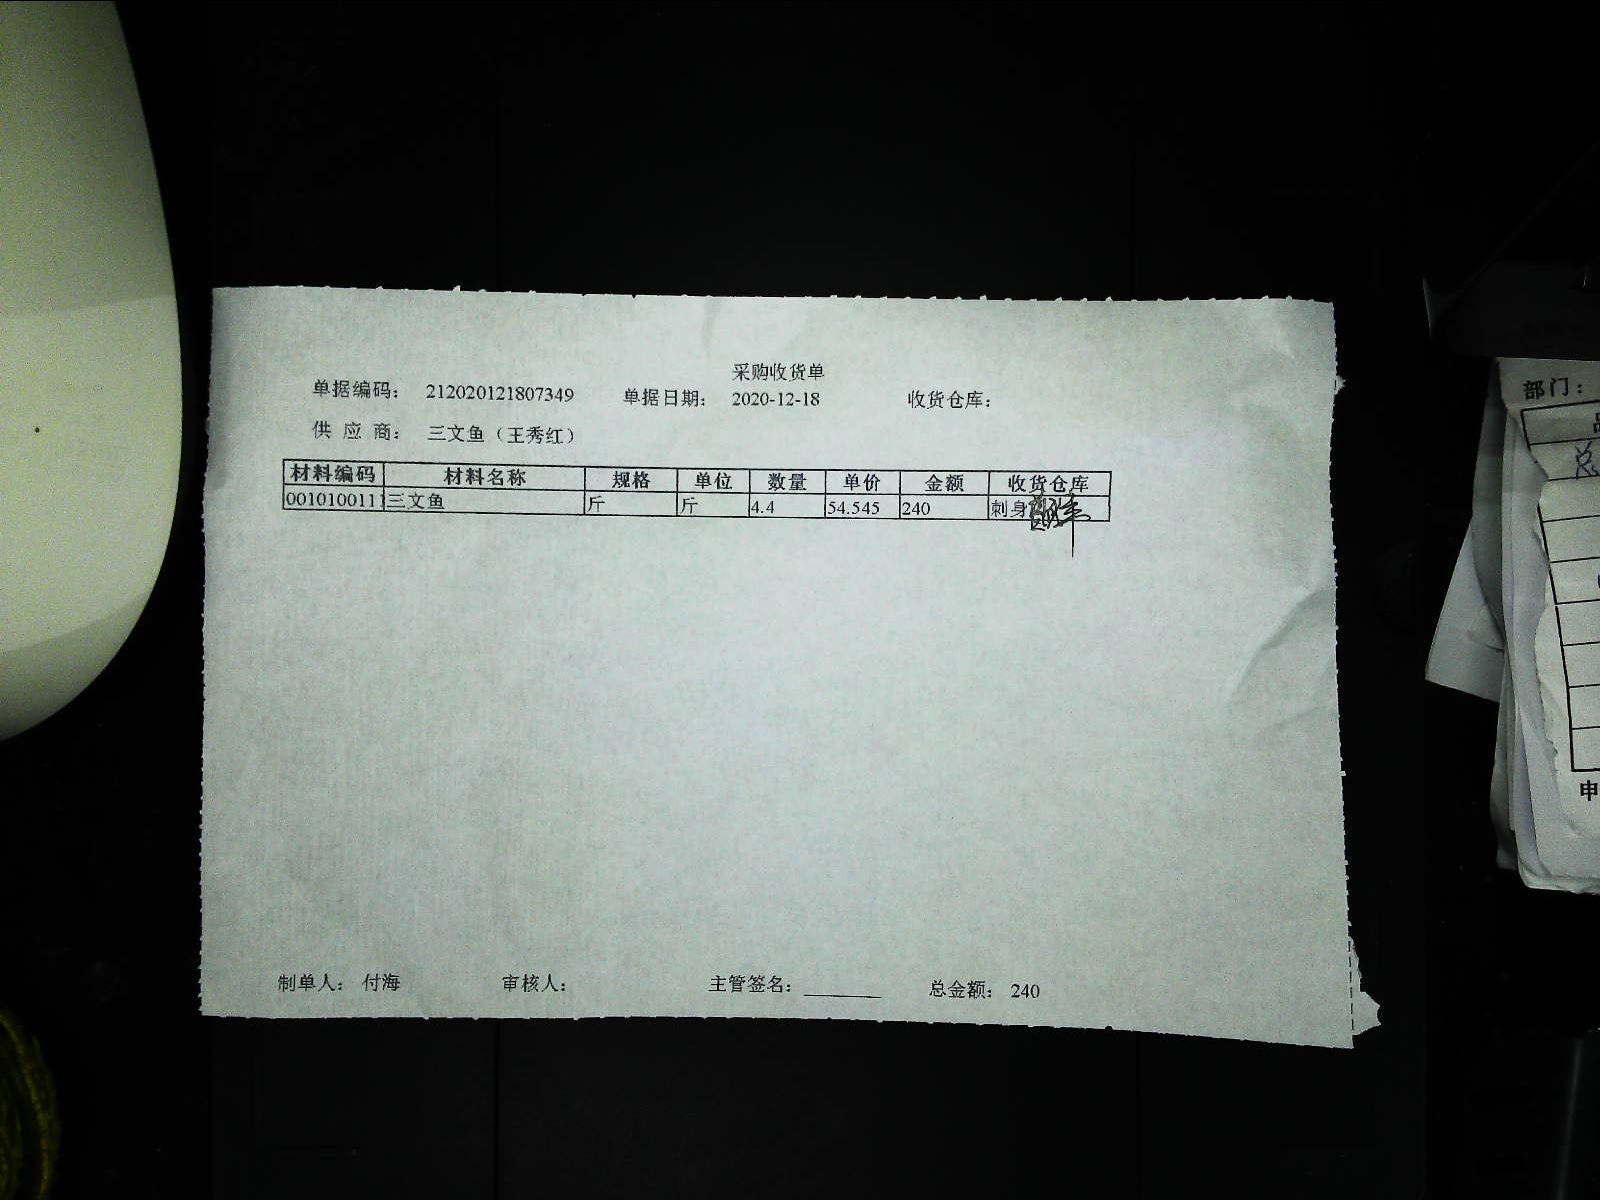 采购收货单
单据编码： 212020121807349 单据日期： 2020-12-18 收货仓库：
供 应 商： 三文鱼（王秀红）
材料编码 材料名称 规格 单位 数量 单价 金额 收货仓库
0010100111 三文鱼 斤 斤 4.4 54.545 240 刺身
制单人： 付海 审核人： 主管签名：________ 总金额： 240
部门：
申